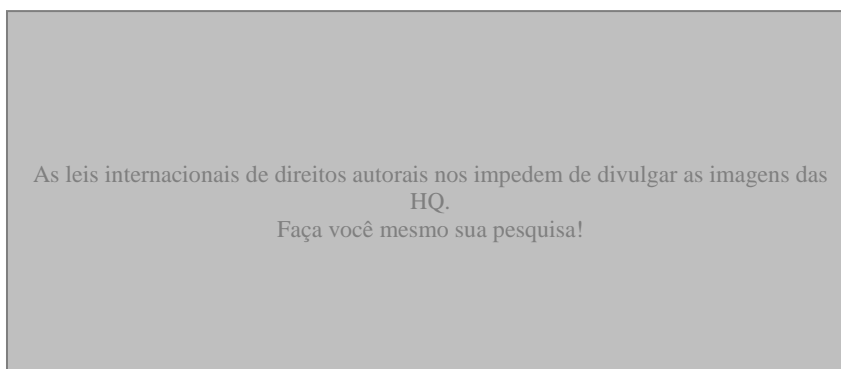 As leis internacionais de direitos autorais nos impedem de divulgar as imagens das
HQ.
Faça você mesmo sua pesquisa!